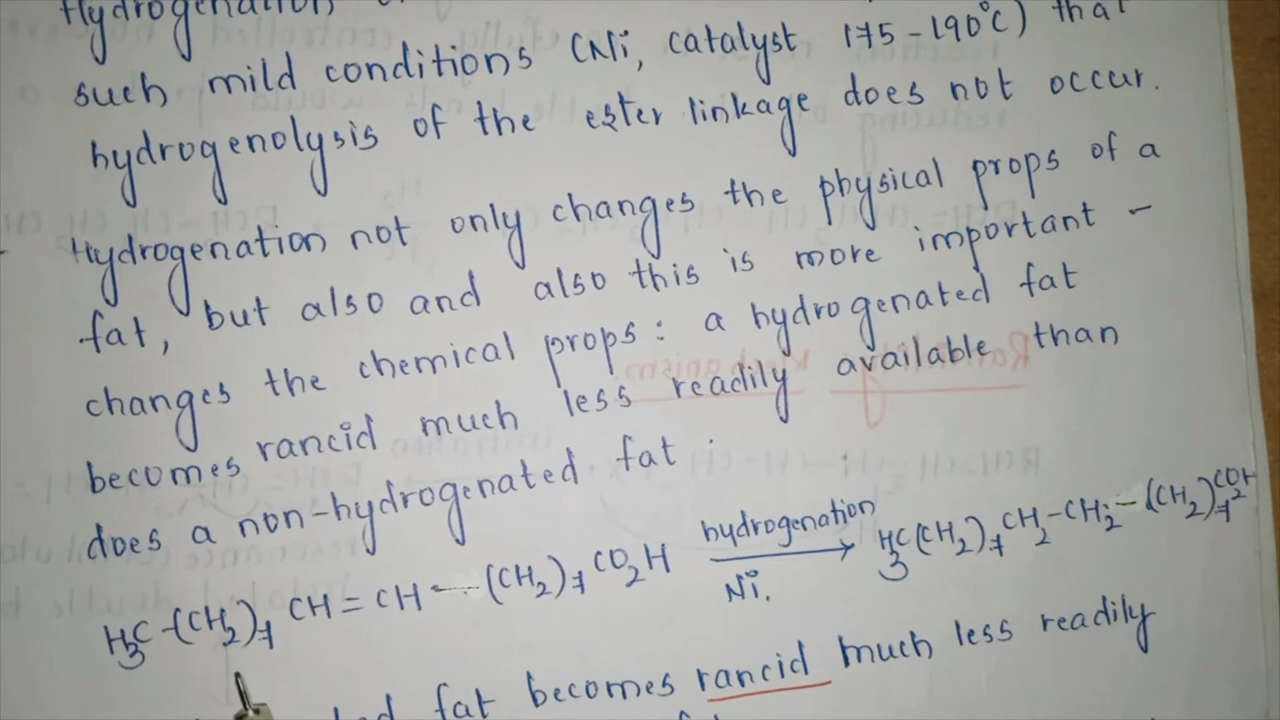 Hydrogenation
such mild conditions (Ni, catalyst 175-190°C) that
hydrogenolysis of the ester linkage does not occur.
- Hydrogenation not only changes the physical props of a
fat, but also and also this is more important -
changes the chemical props: a hydrogenated fat
becomes rancid much less readily available than
does a non-hydrogenated fat.
H3C-(CH2)7 CH=CH-(CH2)7 CO2H hydrogenation Ni. → H3C(CH2)7 CH2-CH2-(CH2)7 CO2H
fat becomes rancid much less readily